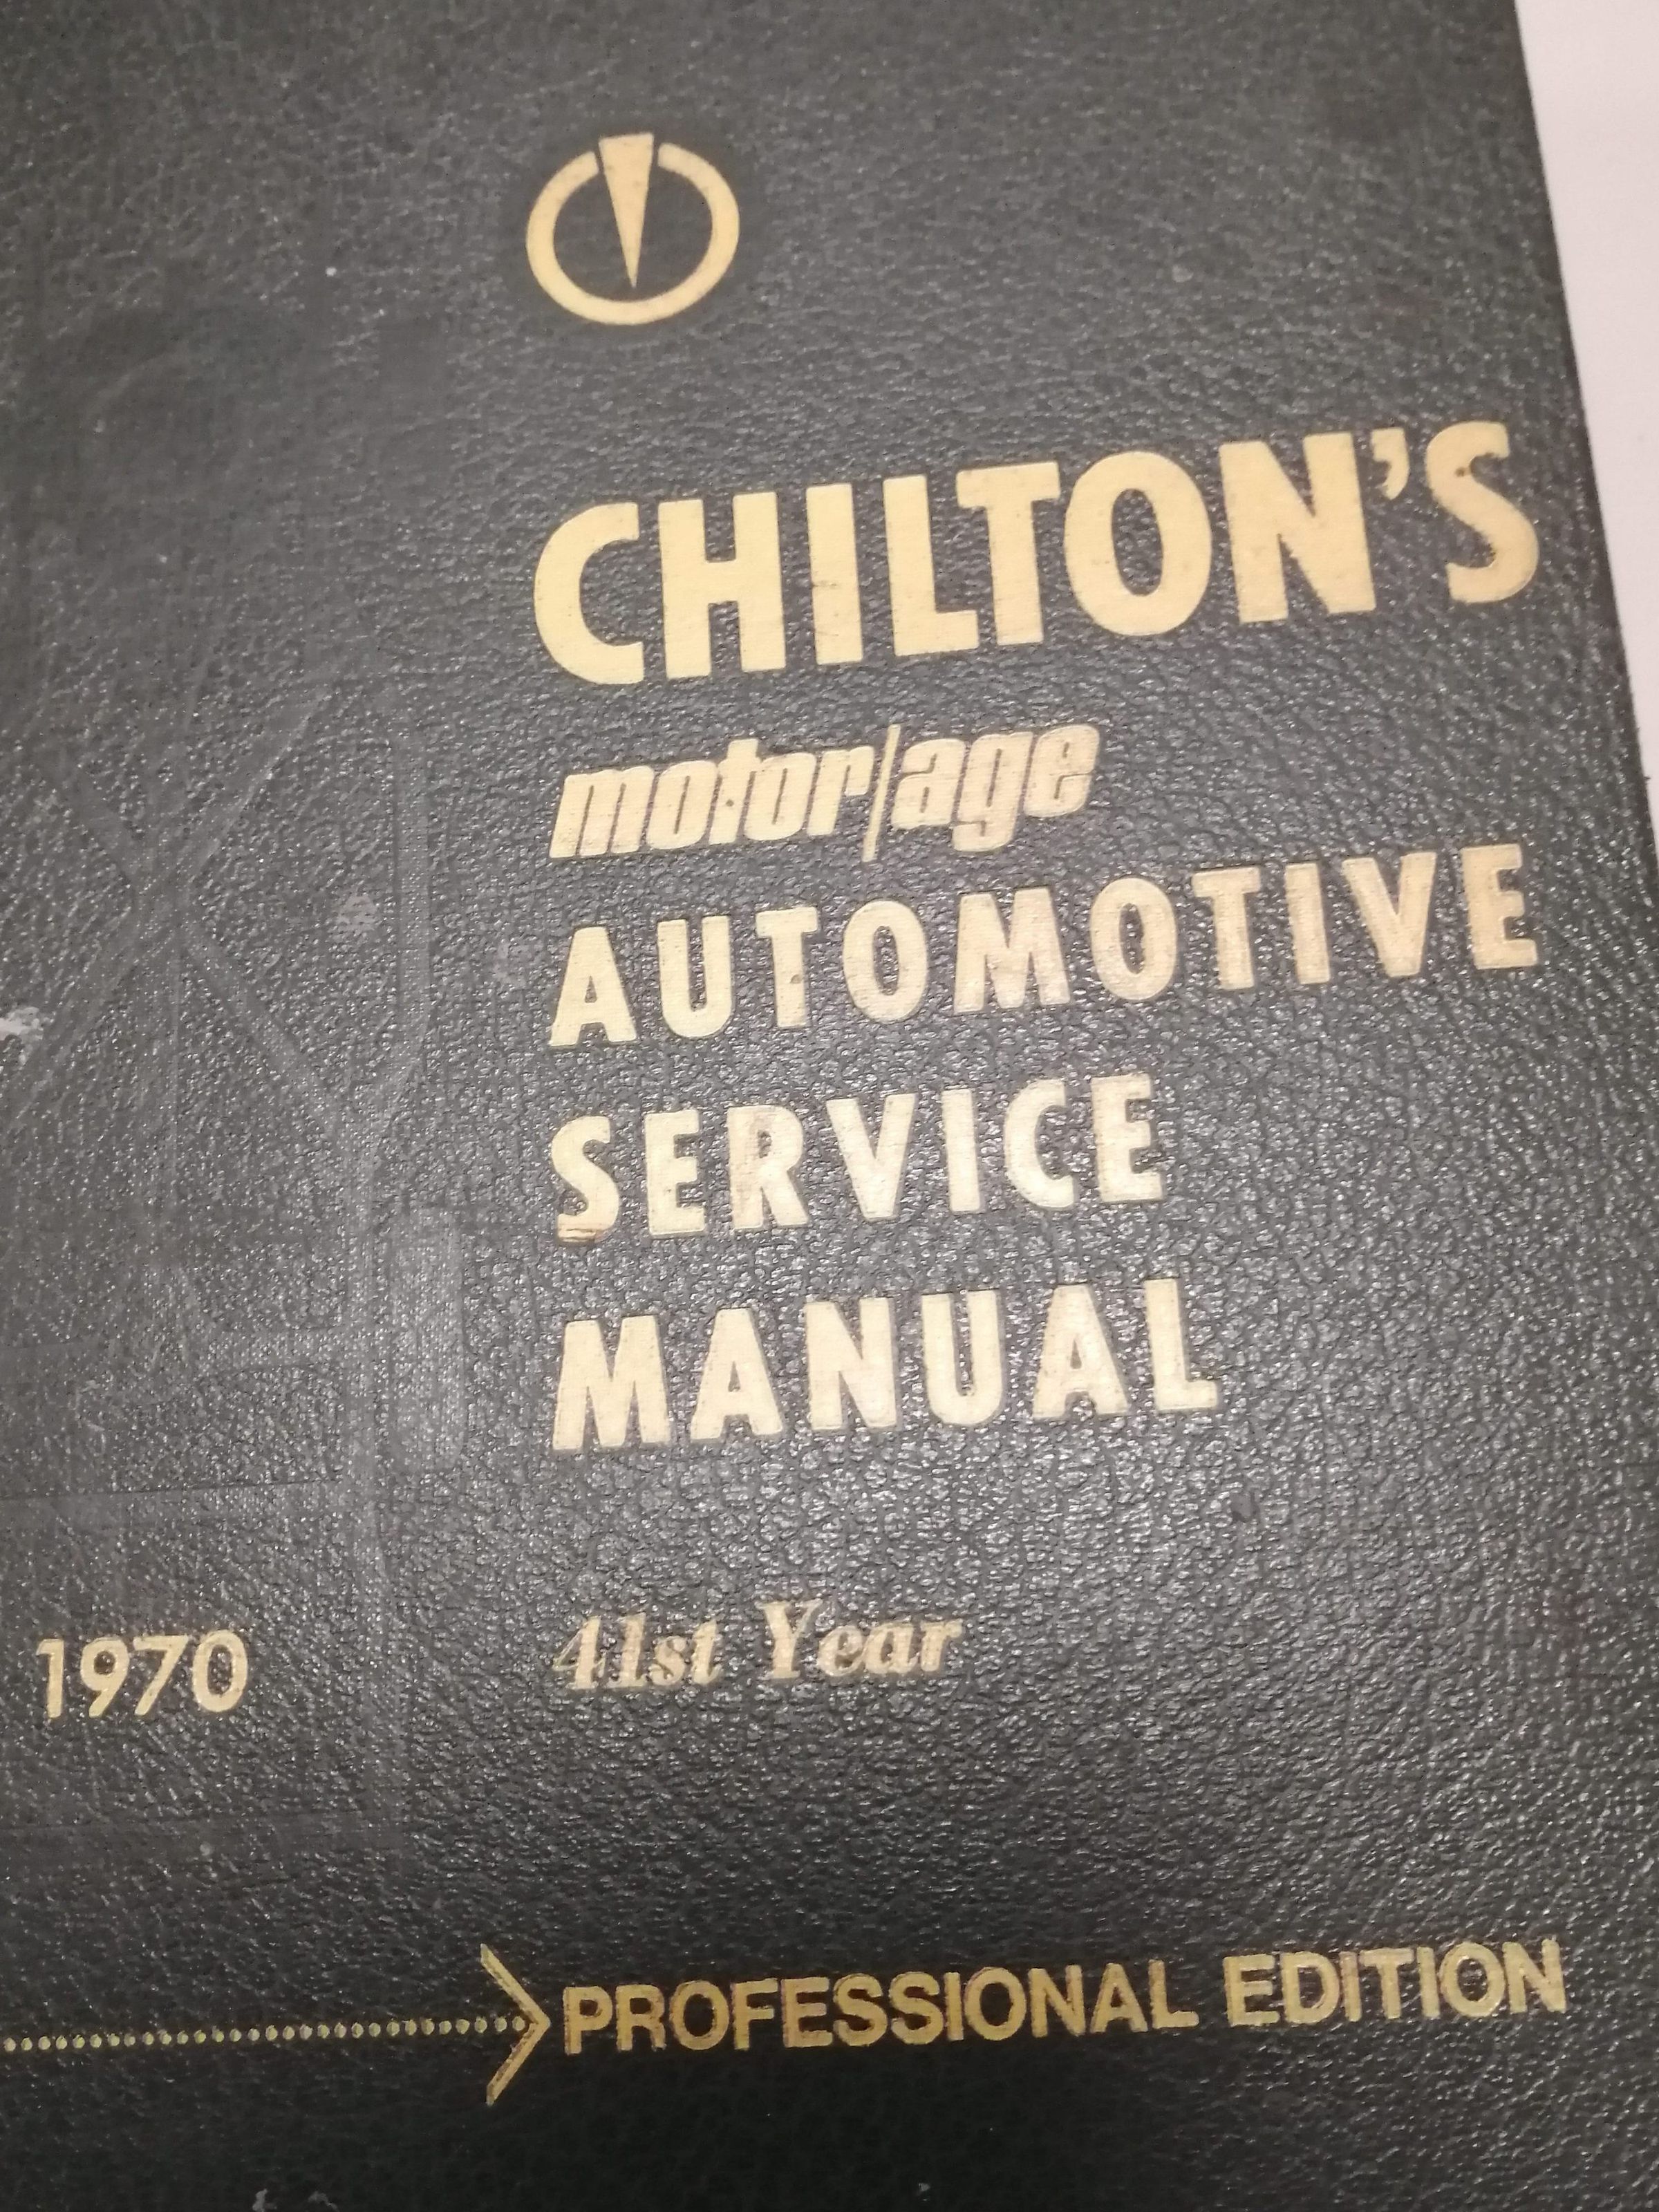 CHILTON'S
motor/age
AUTOMOTIVE
SERVICE
MANUAL
1970 41st Year
PROFESSIONAL EDITION